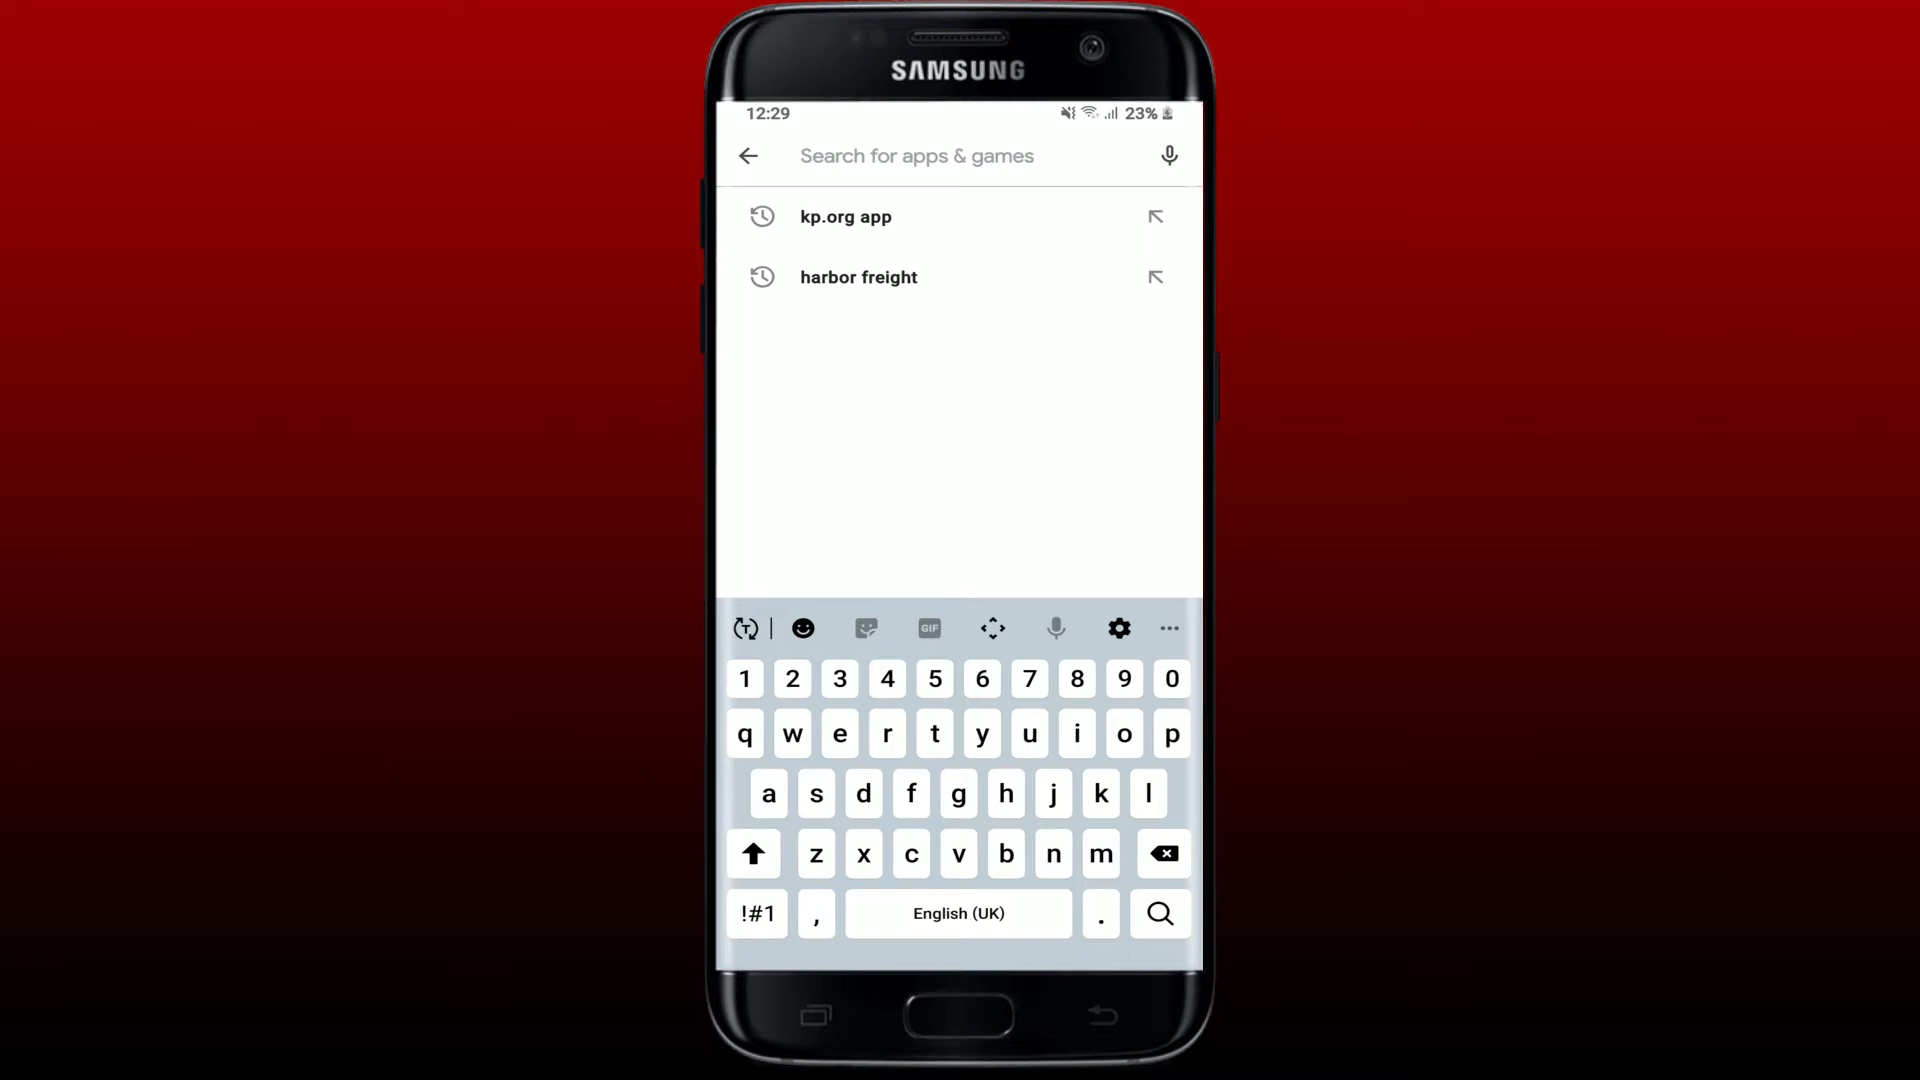 SAMSUNG
12:29 23%
Search for apps & games
kp.org app
harbor freight
T GIF
1 2 3 4 5 6 7 8 9 0
q w e r t y u i o p
a s d f g h j k l
z x c v b n m
!#1 , English (UK) .